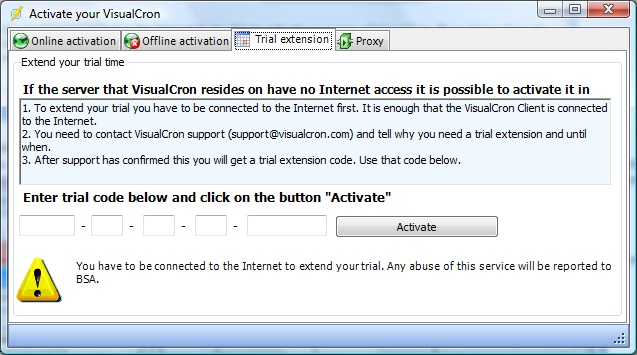 Activate your VisualCron
Online activation Offline activation Trial extension Proxy
Extend your trial time
If the server that VisualCron resides on have no Internet access it is possible to activate it in
1. To extend your trial you have to be connected to the Internet first. It is enough that the VisualCron Client is connected
to the Internet.
2. You need to contact VisualCron support (support@visualcron.com) and tell why you need a trial extension and until
when.
3. After support has confirmed this you will get a trial extension code. Use that code below.
Enter trial code below and click on the button "Activate"
- - - - Activate
You have to be connected to the Internet to extend your trial. Any abuse of this service will be reported to
BSA.